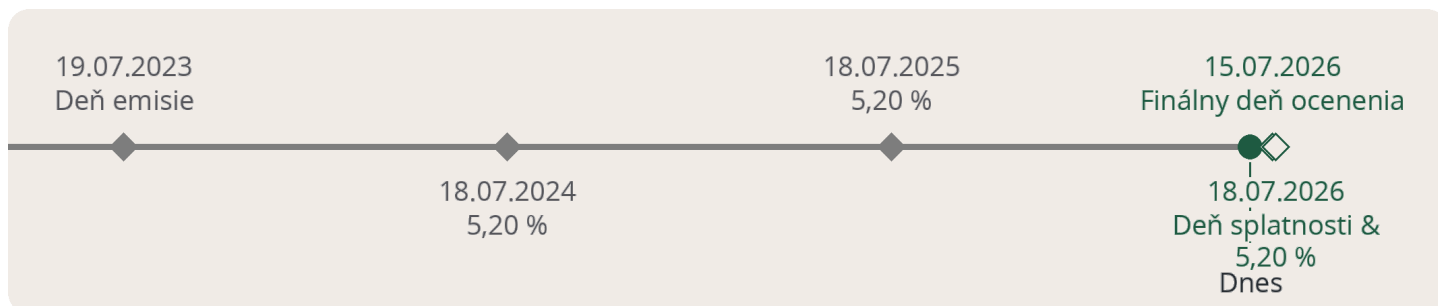 19.07.2023
Deň emisie
18.07.2024
5,20 %
18.07.2025
5,20 %
15.07.2026
Finálny deň ocenenia
18.07.2026
Deň splatnosti &
5,20 %
Dnes